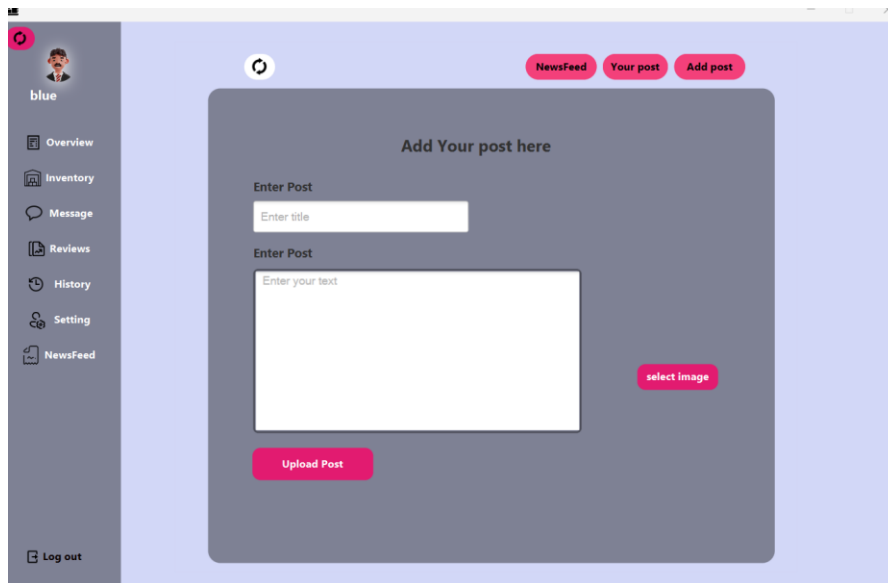 blue
Overview
Inventory
Message
Reviews
History
Setting
NewsFeed
Log out
NewsFeed
Your post
Add post
Add Your post here
Enter Post
Enter title
Enter Post
Enter your text
select image
Upload Post